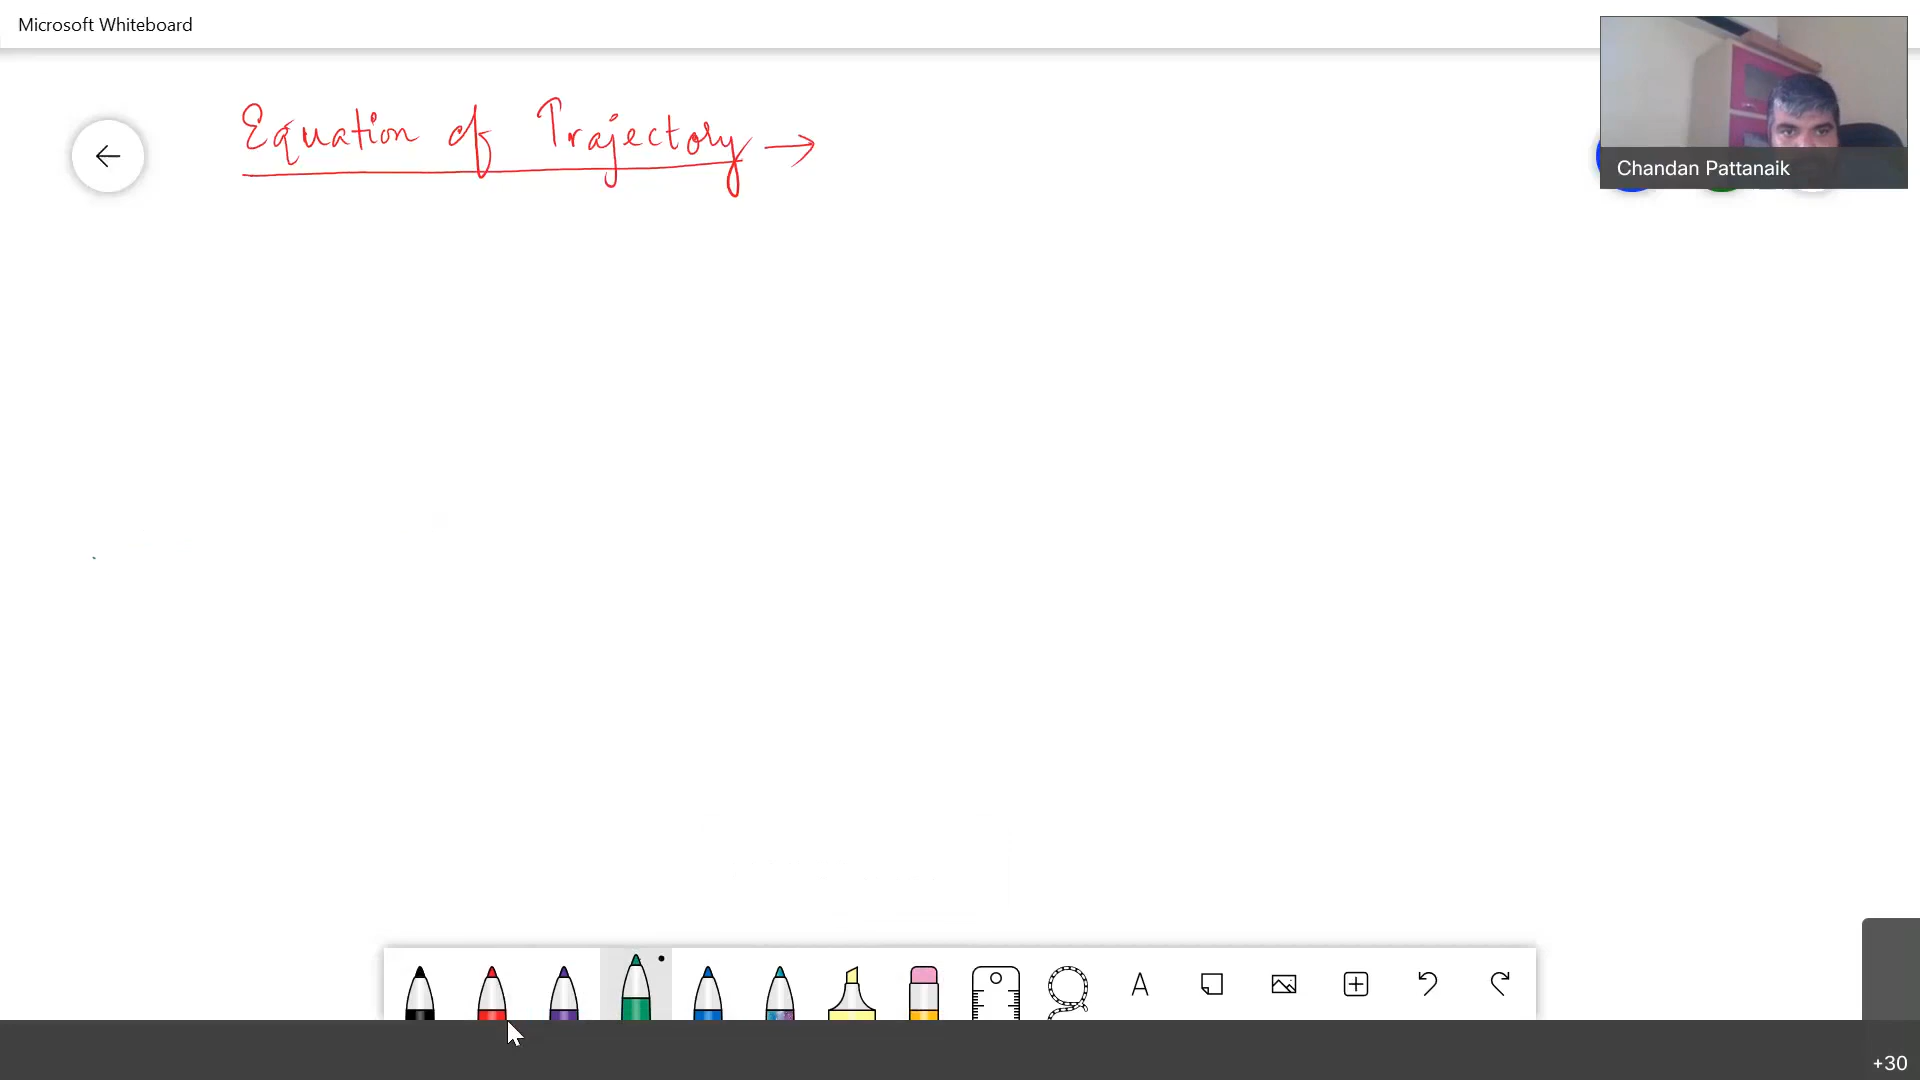 Microsoft Whiteboard
Equation of Trajectory →
Chandan Pattanaik
+30